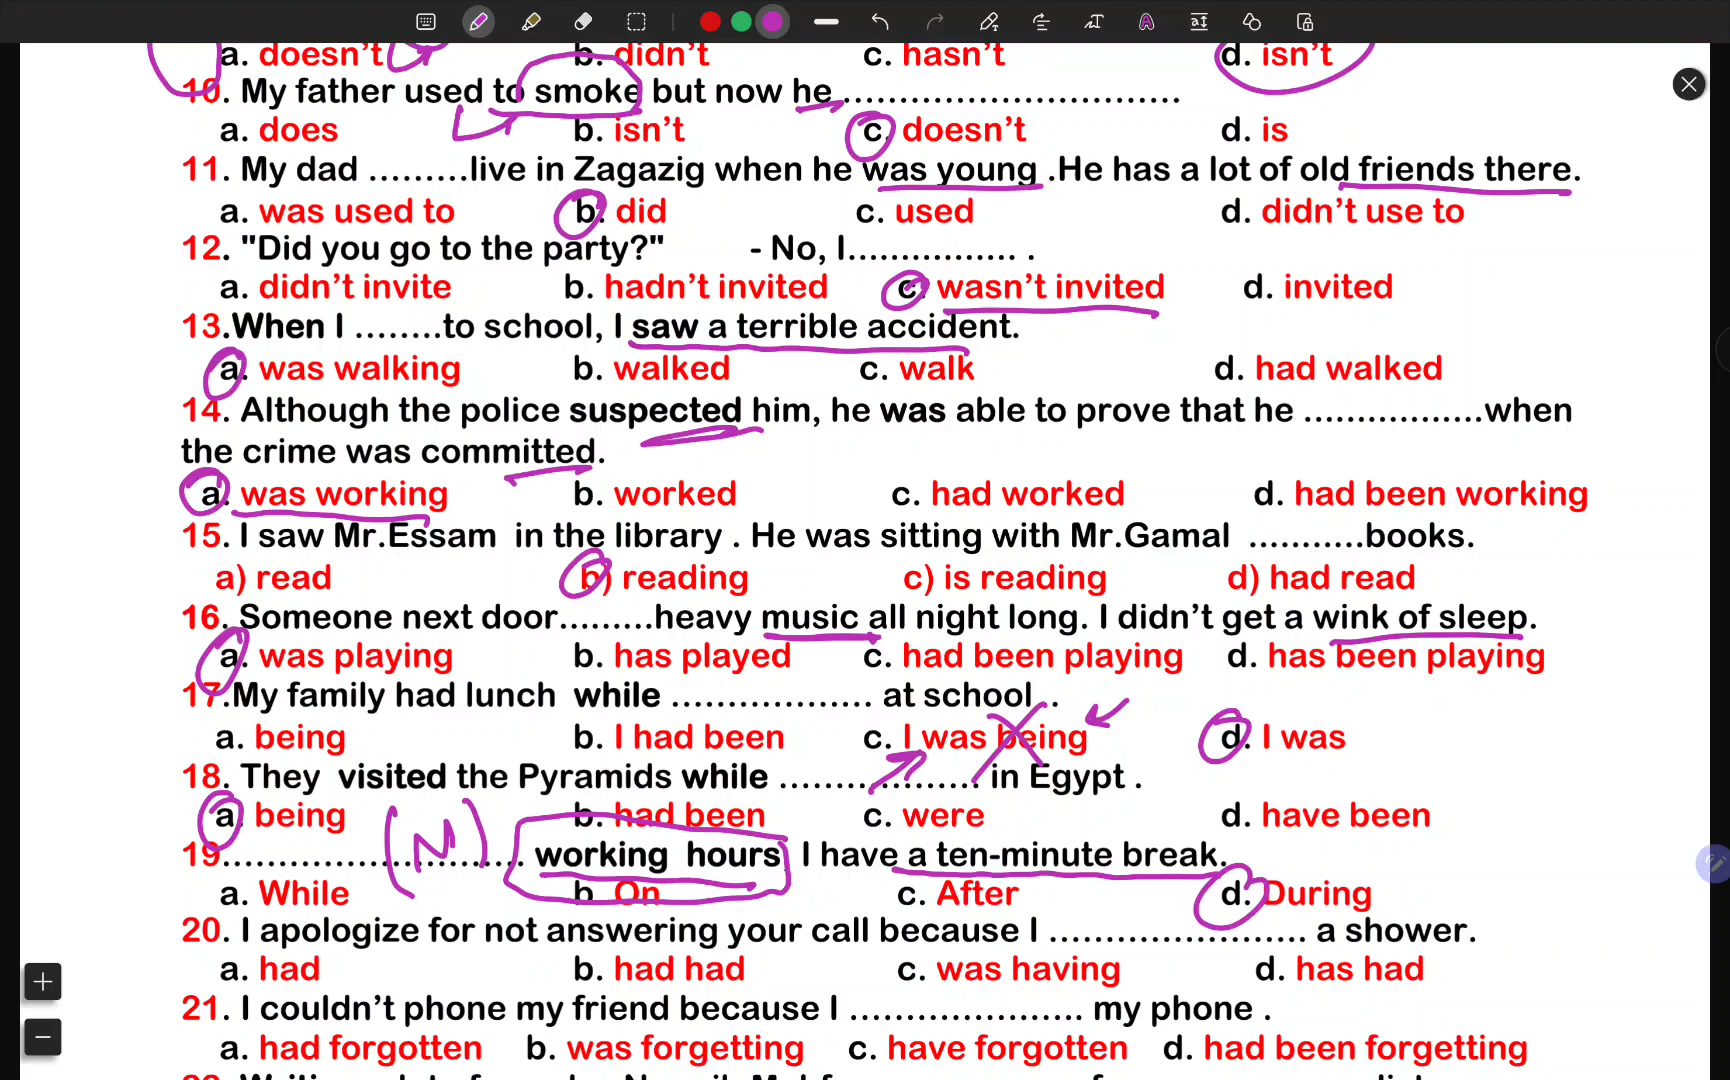 a. doesn't b. didn't c. hasn't d. isn't
10. My father used to smoke but now he ..............................
a. does b. isn't c. doesn't d. is
11. My dad .........live in Zagazig when he was young .He has a lot of old friends there.
a. was used to b. did c. used d. didn't use to
12. "Did you go to the party?" - No, I............... .
a. didn't invite b. hadn't invited c. wasn't invited d. invited
13.When I ........to school, I saw a terrible accident.
a. was walking b. walked c. walk d. had walked
14. Although the police suspected him, he was able to prove that he ................when
the crime was committed.
a. was working b. worked c. had worked d. had been working
15. I saw Mr.Essam in the library . He was sitting with Mr.Gamal ..........books.
a) read b) reading c) is reading d) had read
16. Someone next door.........heavy music all night long. I didn't get a wink of sleep.
a. was playing b. has played c. had been playing d. has been playing
17.My family had lunch while .................. at school .
a. being b. I had been c. I was being d. I was
18. They visited the Pyramids while .................. in Egypt .
a. being b. had been c. were d. have been
19........................... (N) working hours I have a ten-minute break.
a. While b. On c. After d. During
20. I apologize for not answering your call because I ....................... a shower.
a. had b. had had c. was having d. has had
21. I couldn't phone my friend because I ..................... my phone .
a. had forgotten b. was forgetting c. have forgotten d. had been forgetting